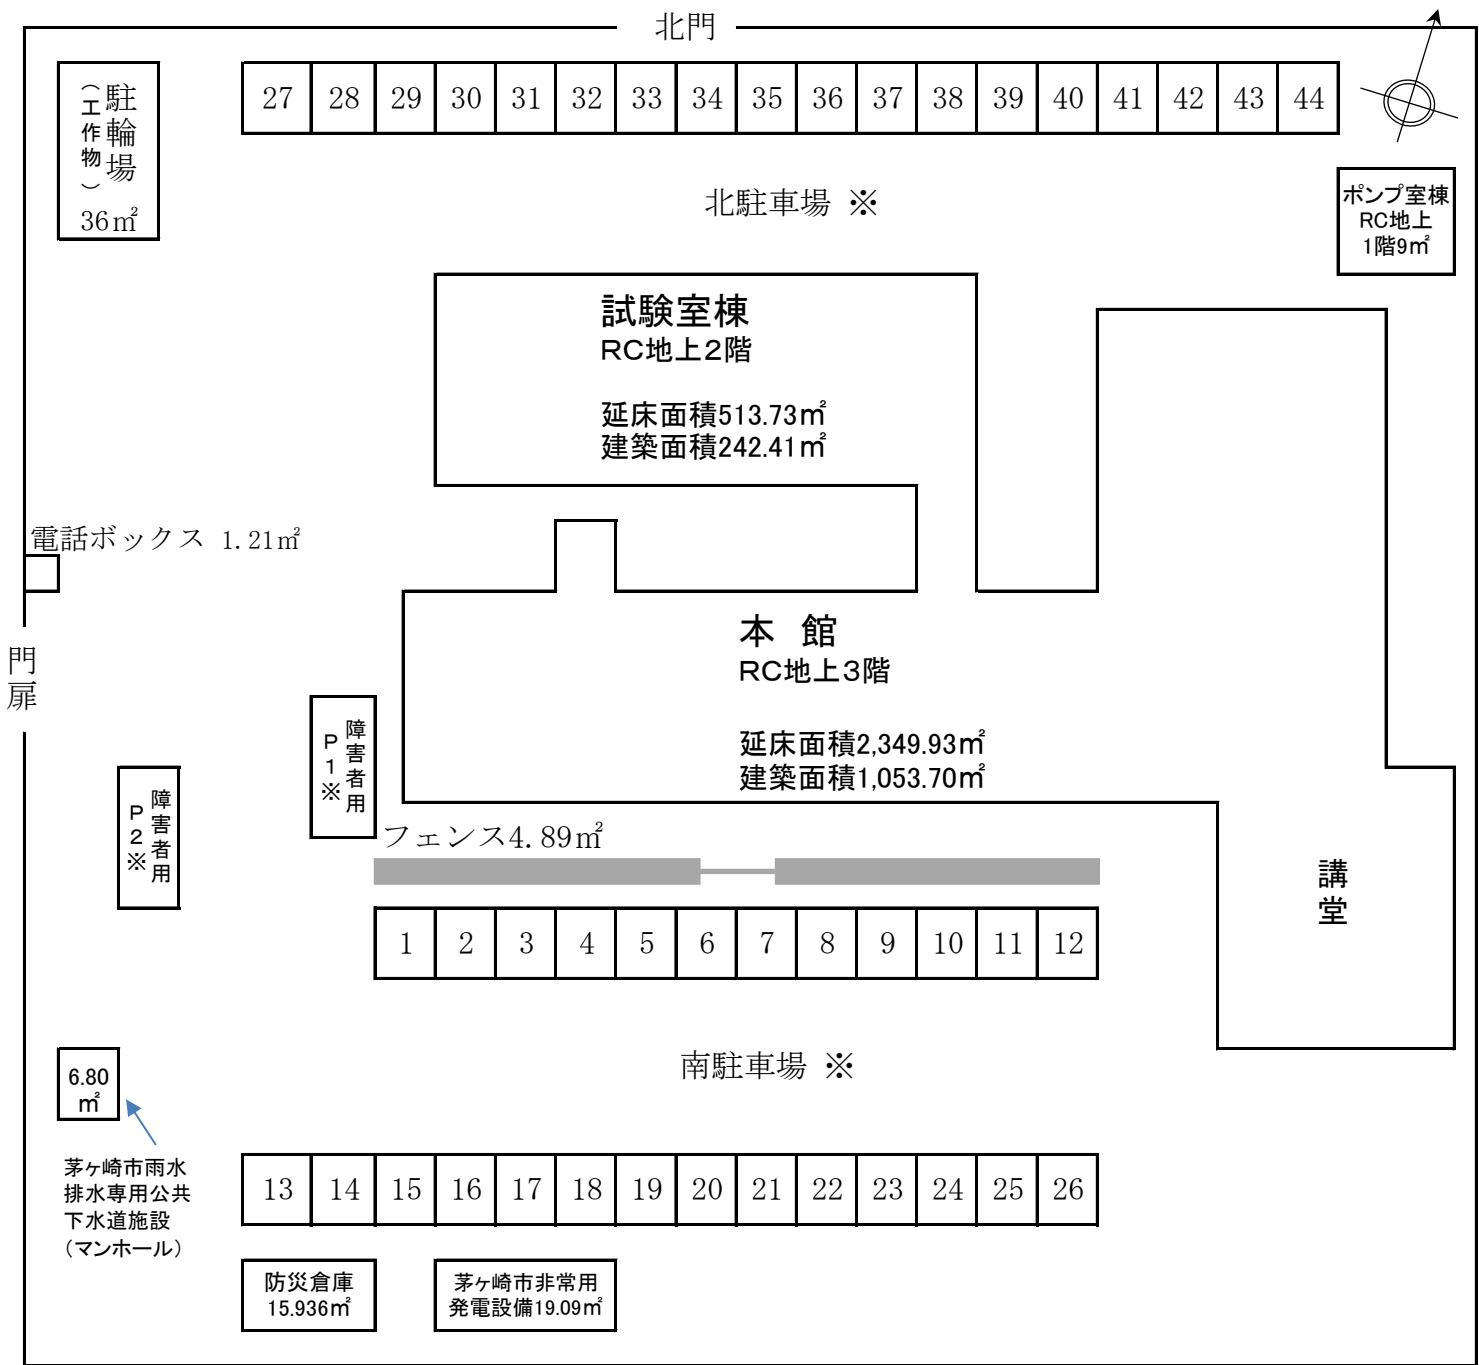 北門
27 28 29 30 31 32 33 34 35 36 37 38 39 40 41 42 43 44
駐輪場
（工作物）
36㎡
北駐車場 ※
ポンプ室棟
RC地上
1階9㎡
試験室棟
RC地上2階
延床面積513.73㎡
建築面積242.41㎡
電話ボックス 1.21㎡
門扉
本 館
RC地上3階
延床面積2,349.93㎡
建築面積1,053.70㎡
障害者用
P1※
障害者用
P2※
フェンス4.89㎡
講堂
1 2 3 4 5 6 7 8 9 10 11 12
南駐車場 ※
6.80
㎡
茅ヶ崎市雨水
排水専用公共
下水道施設
（マンホール）
13 14 15 16 17 18 19 20 21 22 23 24 25 26
防災倉庫
15.936㎡
茅ヶ崎市非常用
発電設備19.09㎡